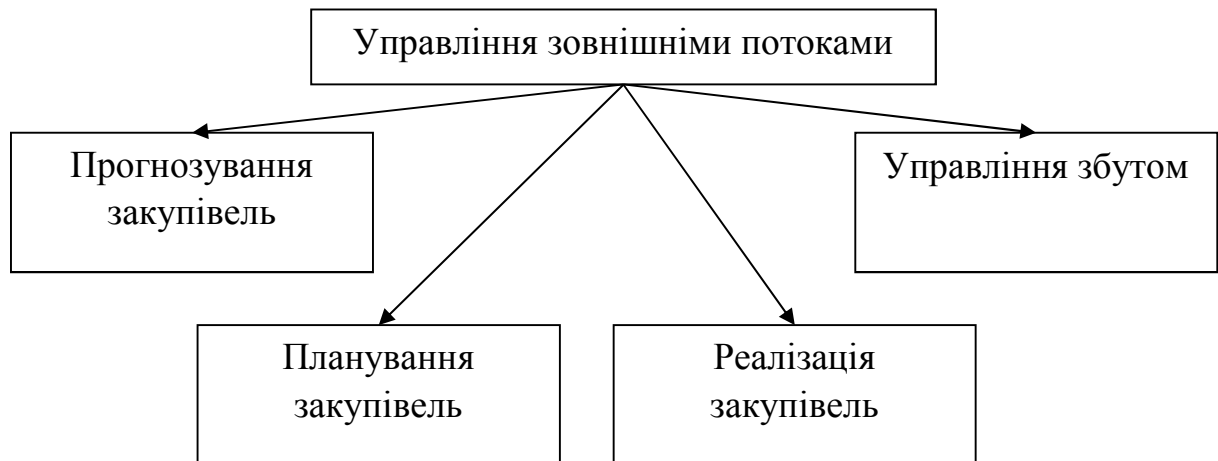 Управління зовнішніми потоками
Прогнозування
закупівель
Управління збутом
Планування
закупівель
Реалізація
закупівель